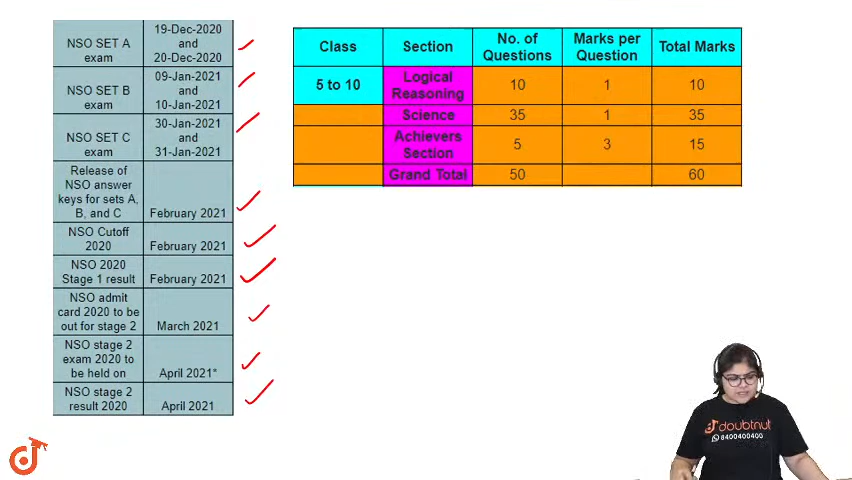 NSO SET A
exam
19-Dec-2020
and
20-Dec-2020
NSO SET B
exam
09-Jan-2021
and
10-Jan-2021
NSO SET C
exam
30-Jan-2021
and
31-Jan-2021
Release of
NSO answer
keys for sets A,
B, and C
February 2021
NSO Cutoff
2020
February 2021
NSO 2020
Stage 1 result
February 2021
NSO admit
card 2020 to be
out for stage 2
March 2021
NSO stage 2
exam 2020 to
be held on
April 2021*
NSO stage 2
result 2020
April 2021
Class
Section
No. of
Questions
Marks per
Question
Total Marks
5 to 10
Logical
Reasoning
10
1
10
Science
35
1
35
Achievers
Section
5
3
15
Grand Total
50
60
doubtnut
8400400400